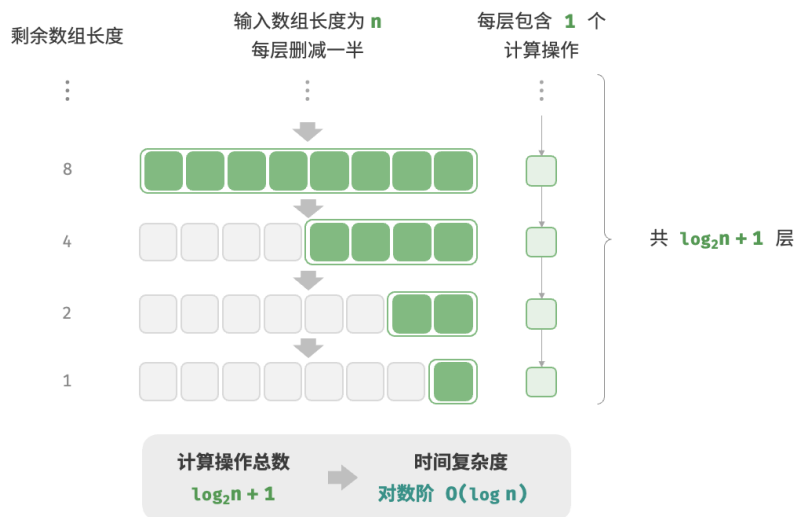 剩余数组长度
输入数组长度为 n
每层删减一半
每层包含 1 个
计算操作
8
4
2
1
共 log₂n + 1 层
计算操作总数
log₂n + 1
时间复杂度
对数阶 O(log n)